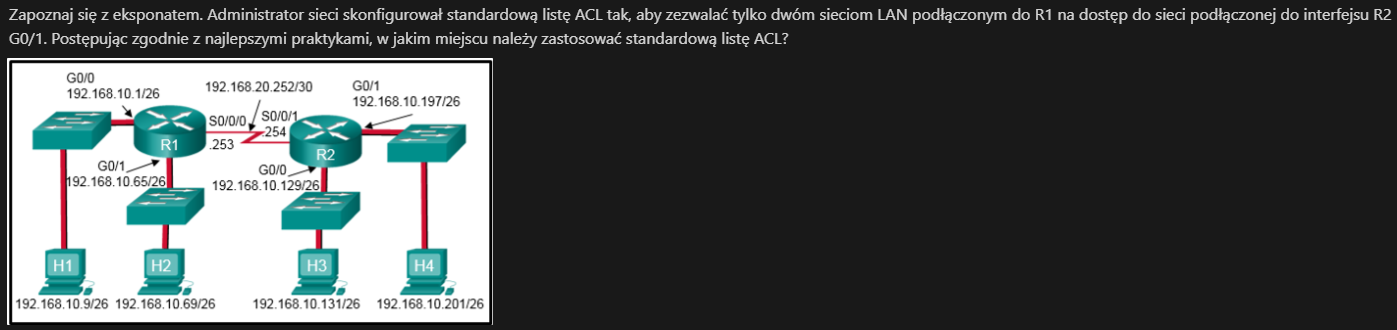 Zapoznaj się z eksponatem. Administrator sieci skonfigurował standardową listę ACL tak, aby zezwalać tylko dwóm sieciom LAN podłączonym do R1 na dostęp do sieci podłączonej do interfejsu R2
G0/1. Postępując zgodnie z najlepszymi praktykami, w jakim miejscu należy zastosować standardową listę ACL?
G0/0
192.168.10.1/26
192.168.20.252/30
G0/1
192.168.10.197/26
S0/0/0
S0/0/1
.254
.253
R1
R2
G0/1
192.168.10.65/26
G0/0
192.168.10.129/26
H1
H2
H3
H4
192.168.10.9/26
192.168.10.69/26
192.168.10.131/26
192.168.10.201/26